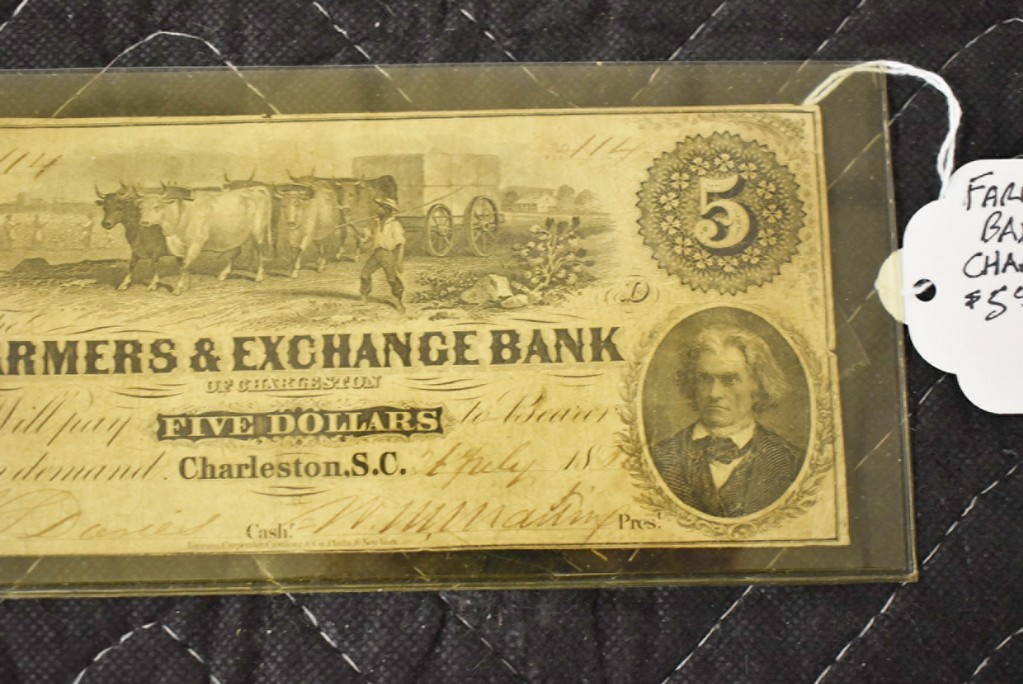 114
114
5
D
ARMERS & EXCHANGE BANK
OF CHARLESTON
Will pay FIVE DOLLARS to Bearer
demand. Charleston, S.C. July 18
Cash.r Pres.t
FAR
BA
CHA
$5